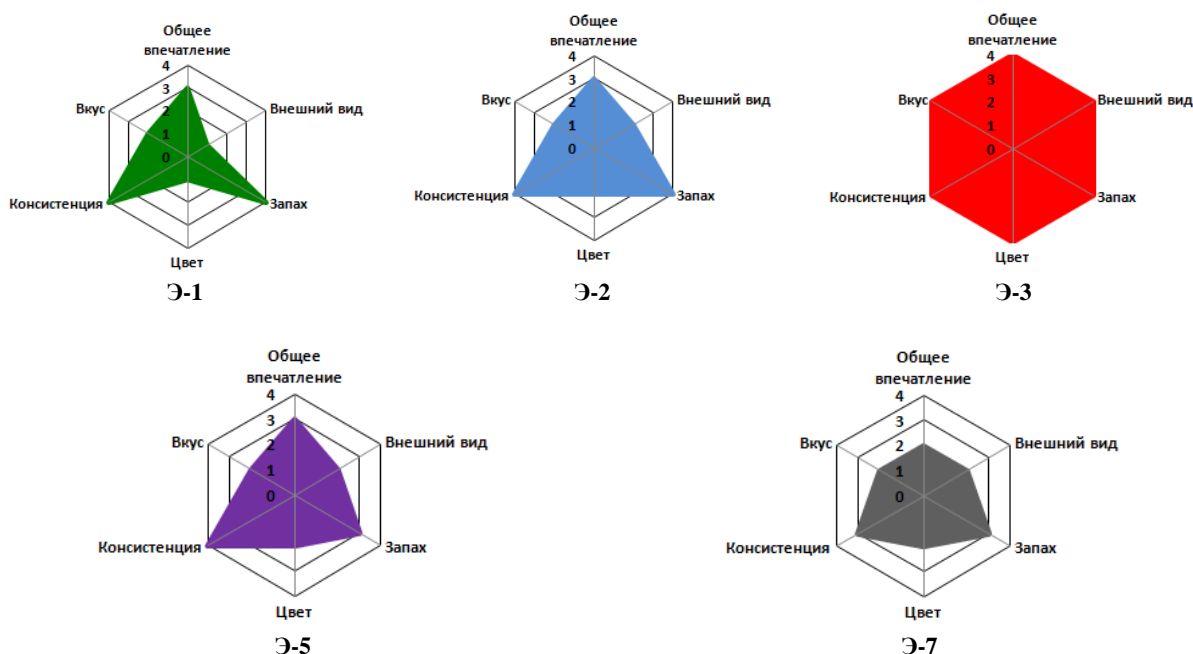 Общее
впечатление
4
3
2
1
0
Вкус
Внешний вид
Консистенция
Запах
Цвет
Э-1
Общее
впечатление
4
3
2
1
0
Вкус
Внешний вид
Консистенция
Запах
Цвет
Э-2
Общее
впечатление
4
3
2
1
0
Вкус
Внешний вид
Консистенция
Запах
Цвет
Э-3
Общее
впечатление
4
3
2
1
0
Вкус
Внешний вид
Консистенция
Запах
Цвет
Э-5
Общее
впечатление
4
3
2
1
0
Вкус
Внешний вид
Консистенция
Запах
Цвет
Э-7